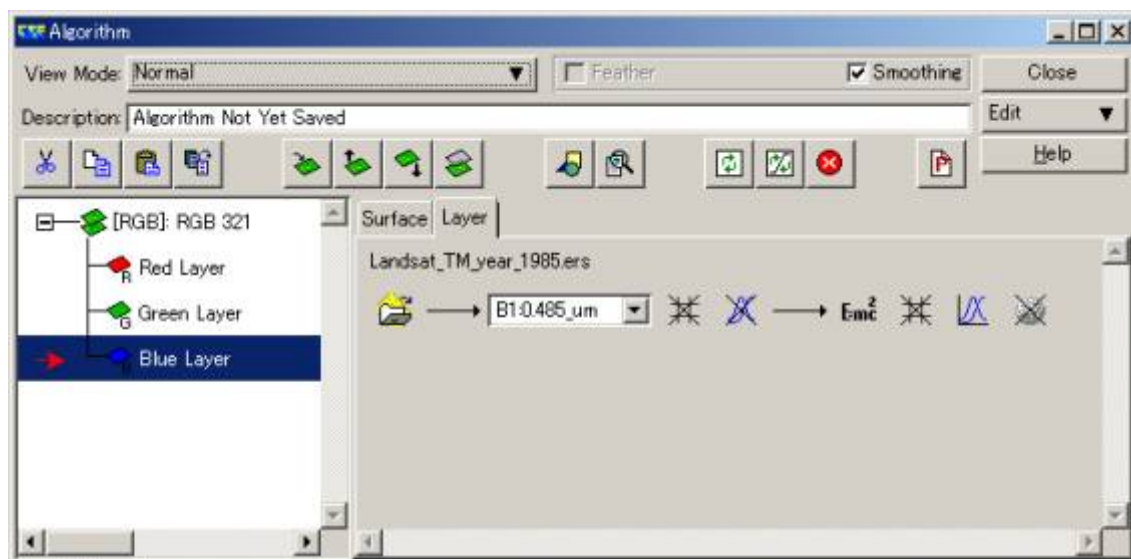 Algorithm
View Mode: Normal Feather Smoothing Close
Description: Algorithm Not Yet Saved Edit
Help
[RGB]: RGB 321
Red Layer
R
Green Layer
G
Blue Layer
Surface Layer
Landsat_TM_year_1985.ers
B1:0.485_um Emc2